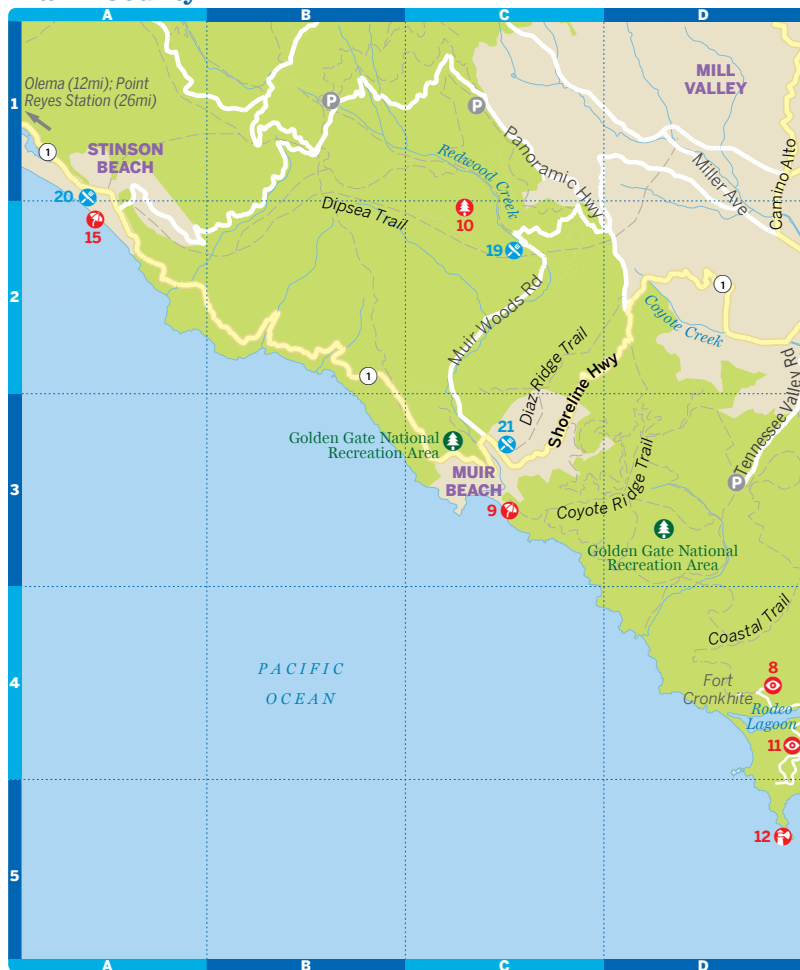 A B C D
Olema (12mi); Point
Reyes Station (26mi)
1
MILL
VALLEY
P
P
1
STINSON
BEACH
Panoramic Hwy
Redwood Creek
Miller Ave
Camino Alto
20
15
Dipsea Trail
10
19
2
Muir Woods Rd
1
Coyote Creek
1
Diaz Ridge Trail
Shoreline Hwy
Tennessee Valley Rd
21
Golden Gate National
Recreation Area
3
MUIR
BEACH
9
Coyote Ridge Trail
P
Golden Gate National
Recreation Area
Coastal Trail
4
PACIFIC
OCEAN
8
Fort
Cronkhite
Rodeo
Lagoon
11
12
5
A B C D